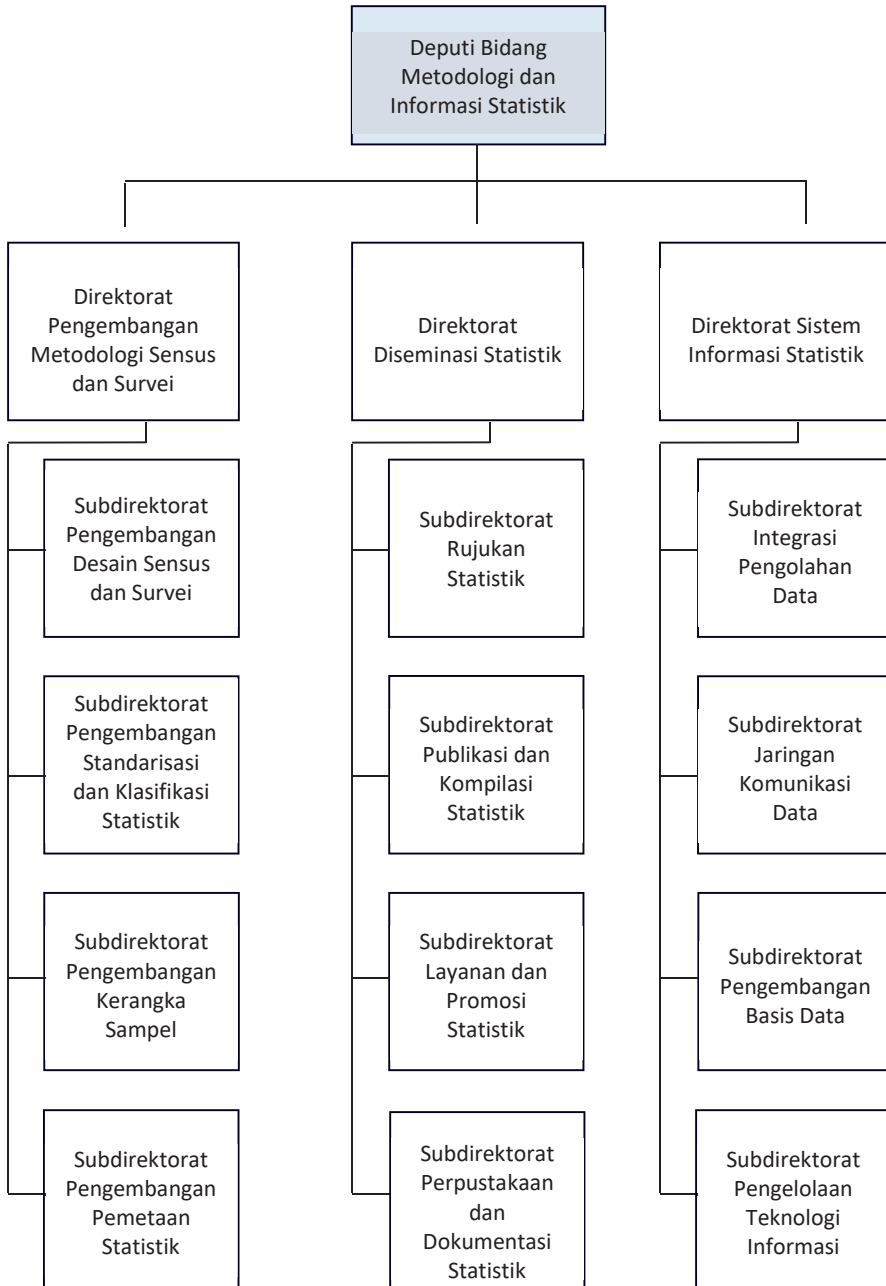 Deputi Bidang
Metodologi dan
Informasi Statistik
Direktorat
Pengembangan
Metodologi Sensus
dan Survei
Direktorat
Diseminasi Statistik
Direktorat Sistem
Informasi Statistik
Subdirektorat
Pengembangan
Desain Sensus
dan Survei
Subdirektorat
Rujukan
Statistik
Subdirektorat
Integrasi
Pengolahan
Data
Subdirektorat
Pengembangan
Standarisasi
dan Klasifikasi
Statistik
Subdirektorat
Publikasi dan
Kompilasi
Statistik
Subdirektorat
Jaringan
Komunikasi
Data
Subdirektorat
Pengembangan
Kerangka
Sampel
Subdirektorat
Layanan dan
Promosi
Statistik
Subdirektorat
Pengembangan
Basis Data
Subdirektorat
Pengembangan
Pemetaan
Statistik
Subdirektorat
Perpustakaan
dan
Dokumentasi
Statistik
Subdirektorat
Pengelolaan
Teknologi
Informasi